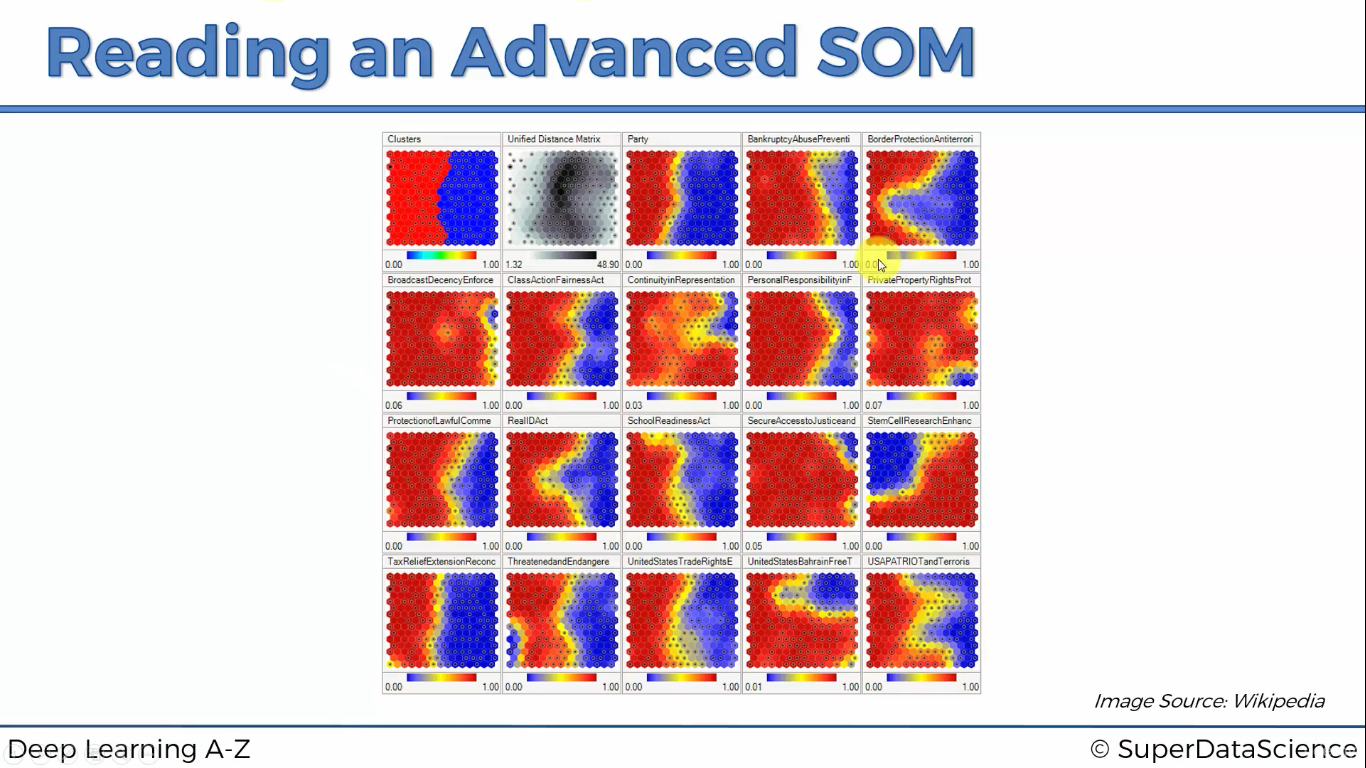 Reading an Advanced SOM
Clusters Unified Distance Matrix Party BankruptcyAbusePreventi BorderProtectionAntiterrori
0.00 1.00 1.32 48.90 0.00 1.00 0.00 1.00 1.00
BroadcastDecencyEnforce ClassActionFairnessAct ContinuityinRepresentation PersonalResponsibilityinF PrivatePropertyRightsProt
0.06 1.00 0.00 1.00 0.03 1.00 0.00 1.00 0.07 1.00
ProtectionofLawfulComme RealIDAct SchoolReadinessAct SecureAccesstoJusticeand StemCellResearchEnhanc
0.00 1.00 0.00 1.00 0.00 1.00 0.05 1.00 0.00 1.00
TaxReliefExtensionReconc ThreatenedandEndangere UnitedStatesTradeRightsE UnitedStatesBahrainFreeT USAPATRIOTandTerroris
0.00 1.00 0.00 1.00 0.00 1.00 0.01 1.00 0.00 1.00
Image Source: Wikipedia
Deep Learning A-Z © SuperDataScience